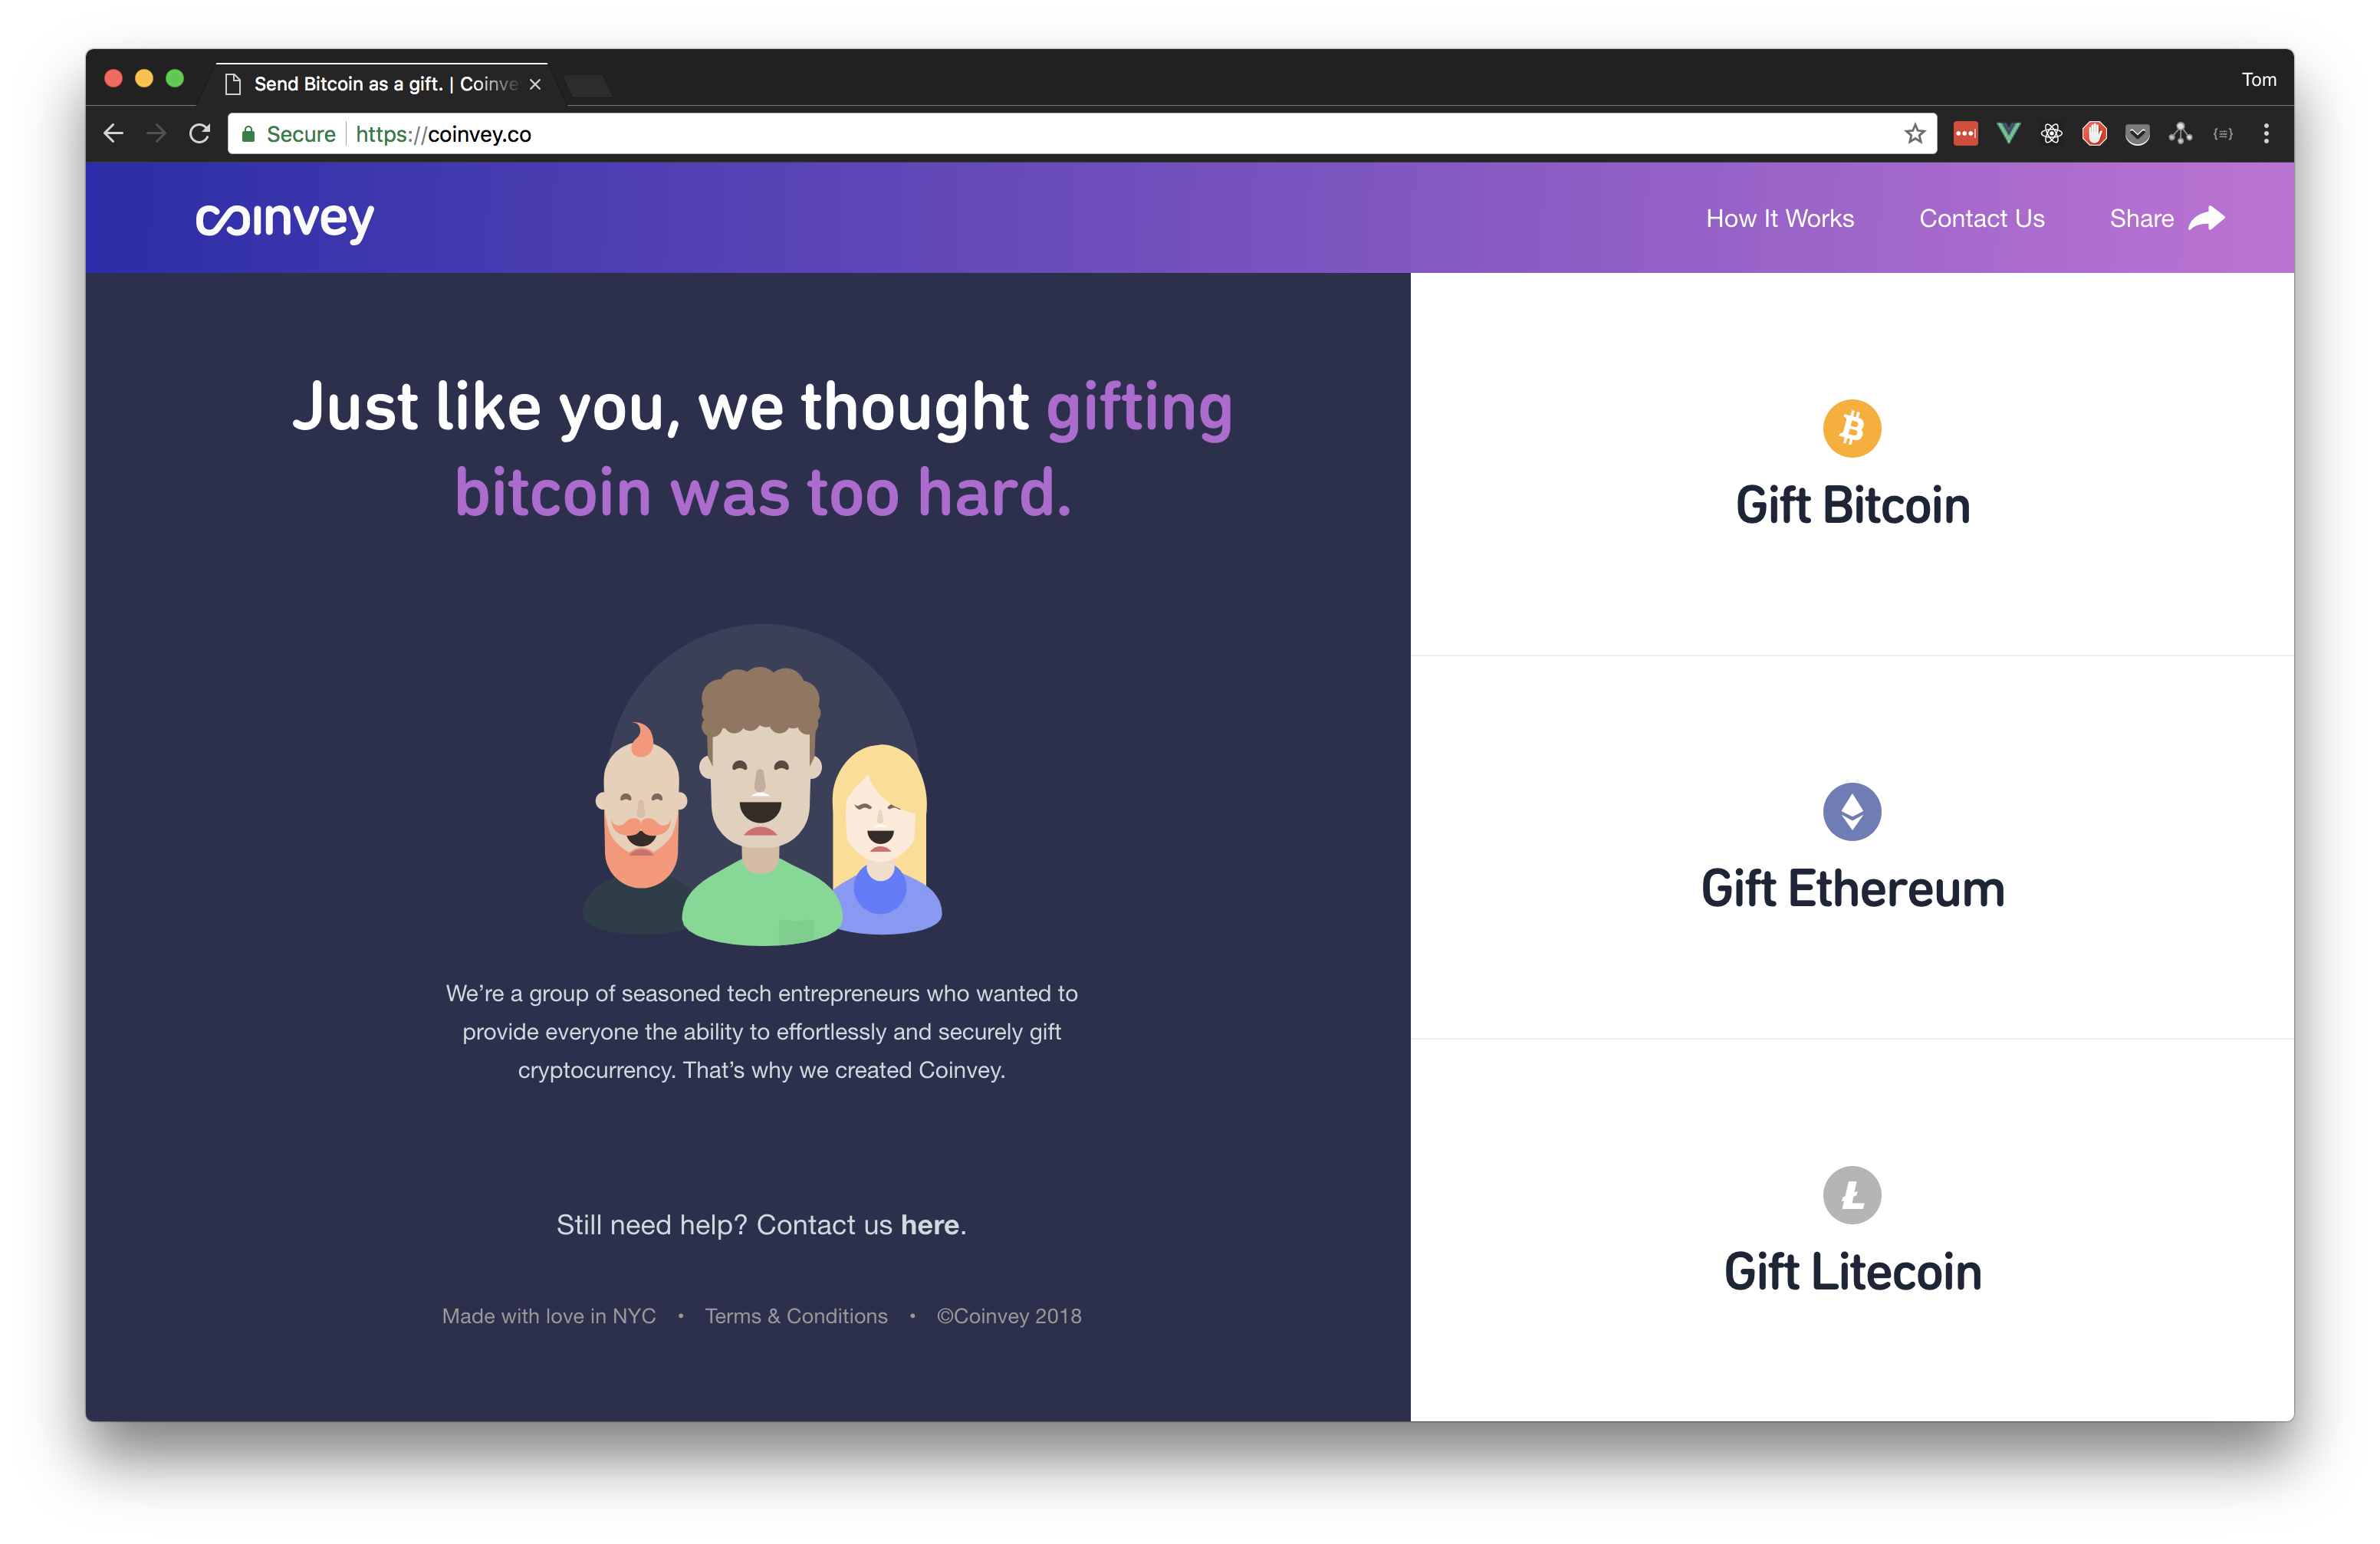 Send Bitcoin as a gift. | Coinve
Tom
Secure https://coinvey.co
coinvey
How It Works
Contact Us
Share
Just like you, we thought gifting
bitcoin was too hard.
We’re a group of seasoned tech entrepreneurs who wanted to
provide everyone the ability to effortlessly and securely gift
cryptocurrency. That’s why we created Coinvey.
Still need help? Contact us here.
Made with love in NYC • Terms & Conditions • ©Coinvey 2018
Gift Bitcoin
Gift Ethereum
Gift Litecoin